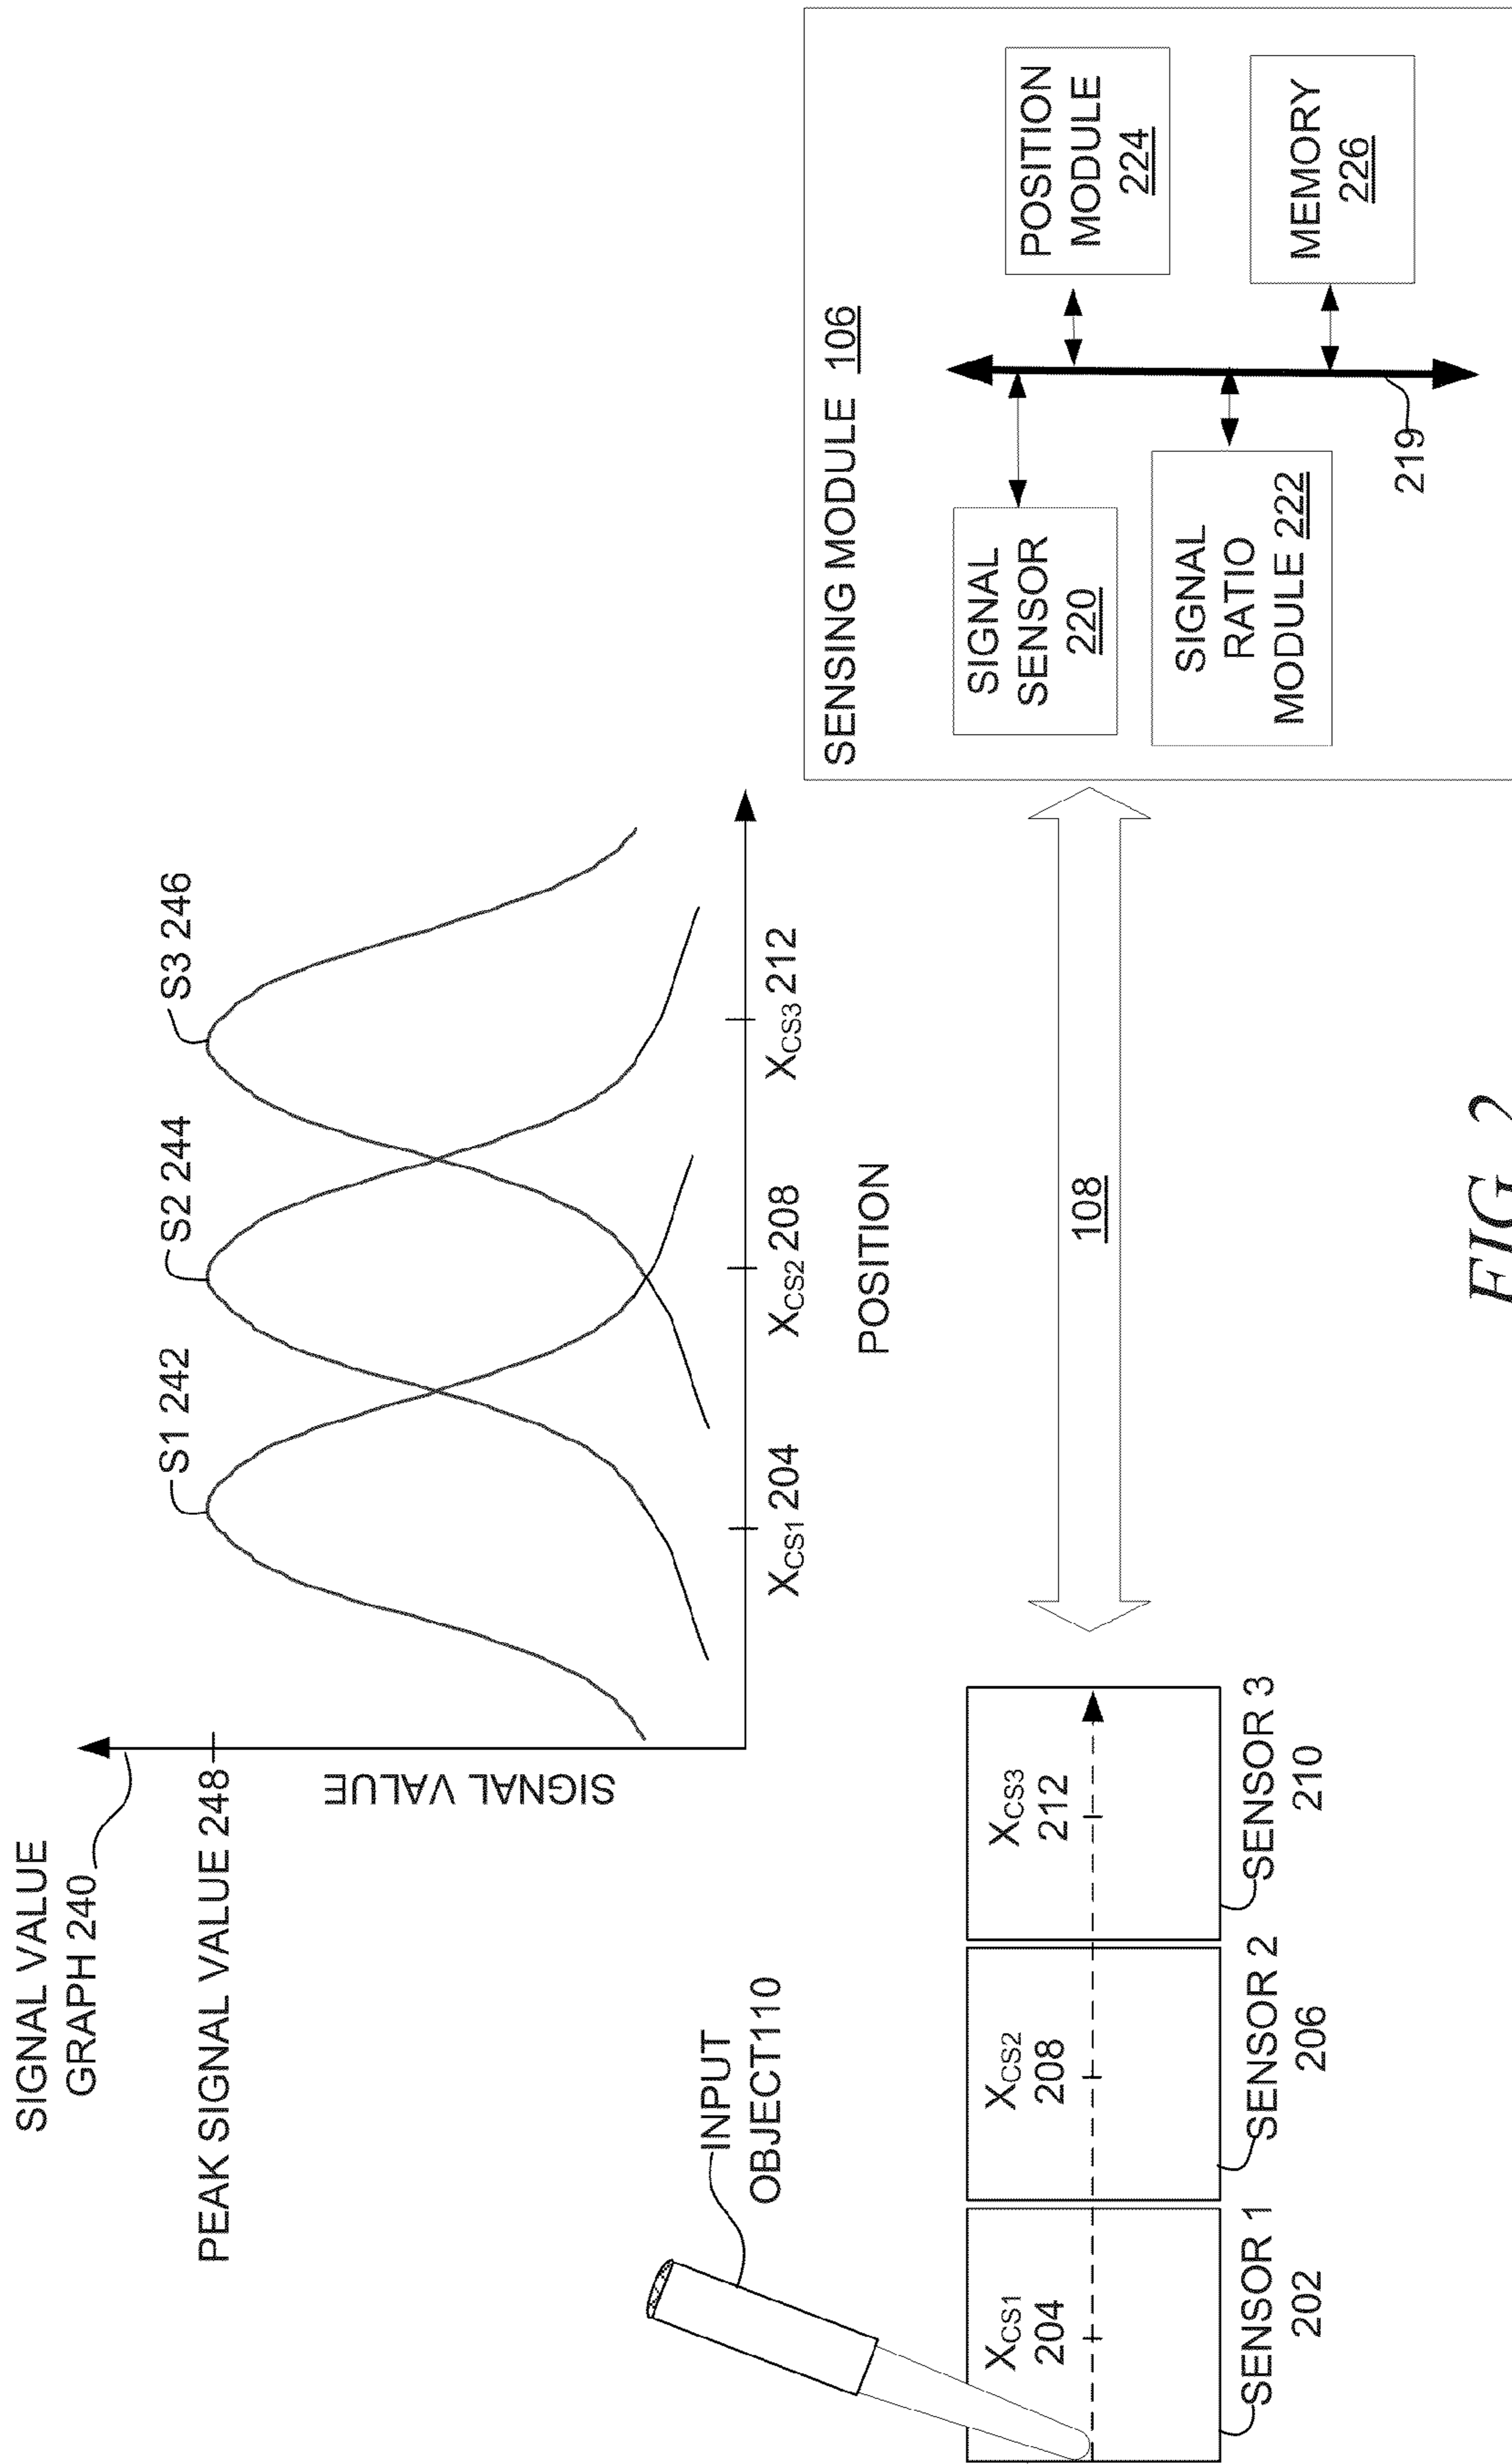 SIGNAL VALUE
GRAPH 240
PEAK SIGNAL VALUE 248
SIGNAL VALUE
S1 242
S2 244
S3 246
XCS1 204
XCS2 208
XCS3 212
POSITION
INPUT
OBJECT110
XCS1
204
XCS2
208
XCS3
212
SENSOR 1
202
SENSOR 2
206
SENSOR 3
210
108
SENSING MODULE 106
SIGNAL
SENSOR
220
POSITION
MODULE
224
SIGNAL
RATIO
MODULE 222
MEMORY
226
219
FIG. 2